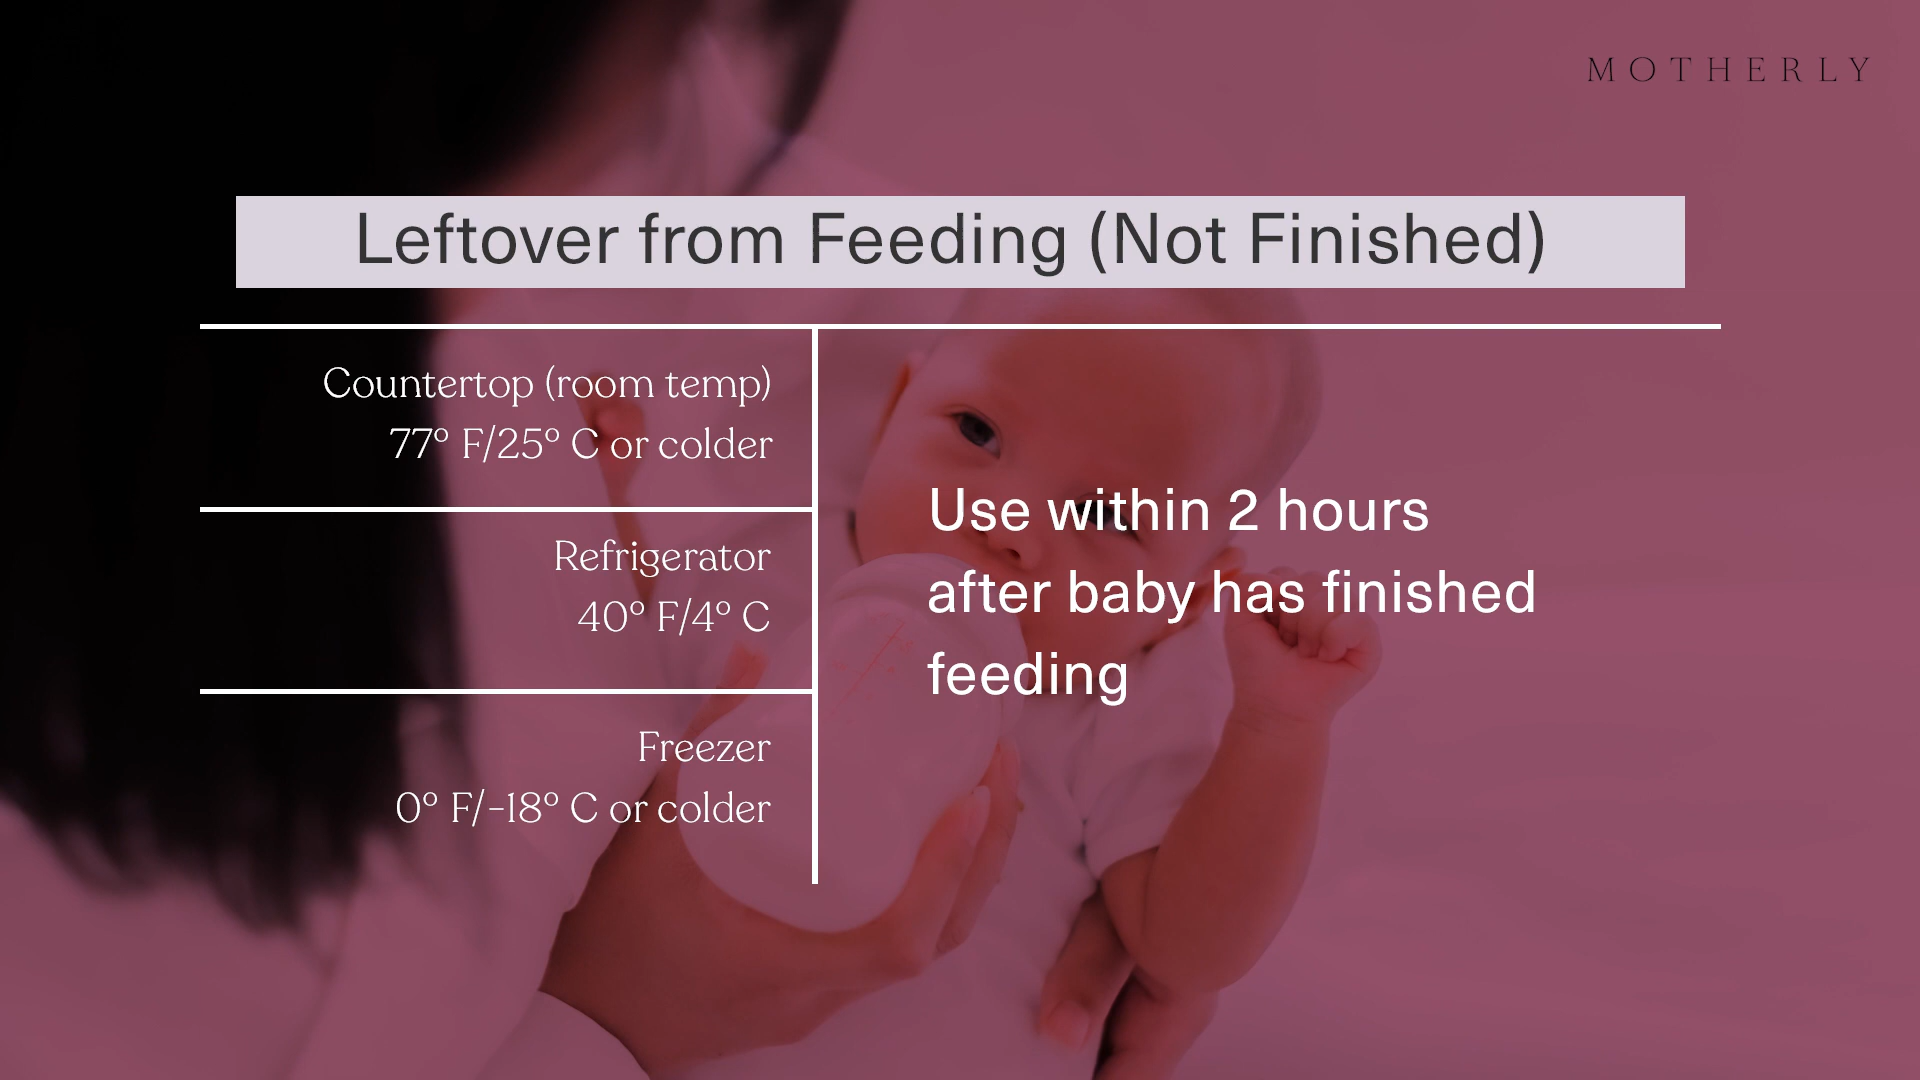 MOTHERLY
Leftover from Feeding (Not Finished)
Countertop (room temp)
77° F/25° C or colder
Refrigerator
40° F/4° C
Freezer
0° F/-18° C or colder
Use within 2 hours
after baby has finished
feeding